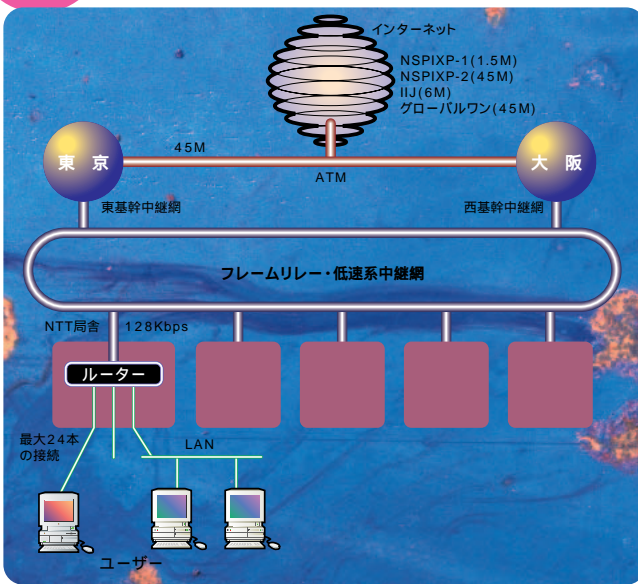 インターネット
NSPIXP-1(1.5M)
NSPIXP-2(45M)
IIJ(6M)
グローバルワン(45M)
45M
東 京
大 阪
ATM
東基幹中継網
西基幹中継網
フレームリレー・低速系中継網
NTT局舎
128Kbps
ルーター
最大24本
の接続
LAN
ユーザー